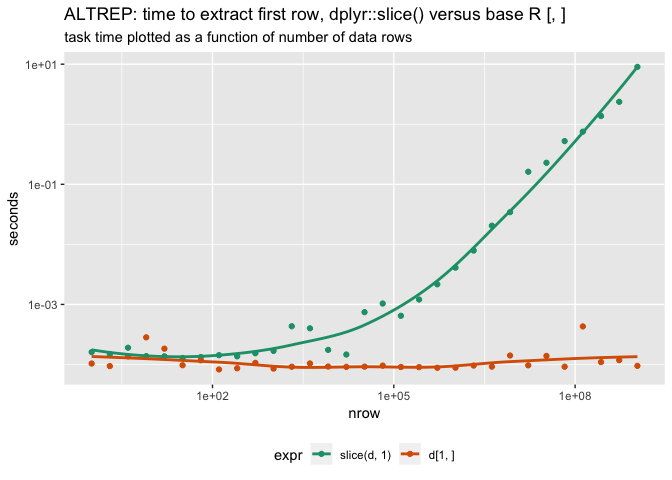 ALTREP: time to extract first row, dplyr::slice() versus base R [, ]
task time plotted as a function of number of data rows
1e+01
1e-01
1e-03
seconds
1e+02 1e+05 1e+08
nrow
expr slice(d, 1) d[1, ]